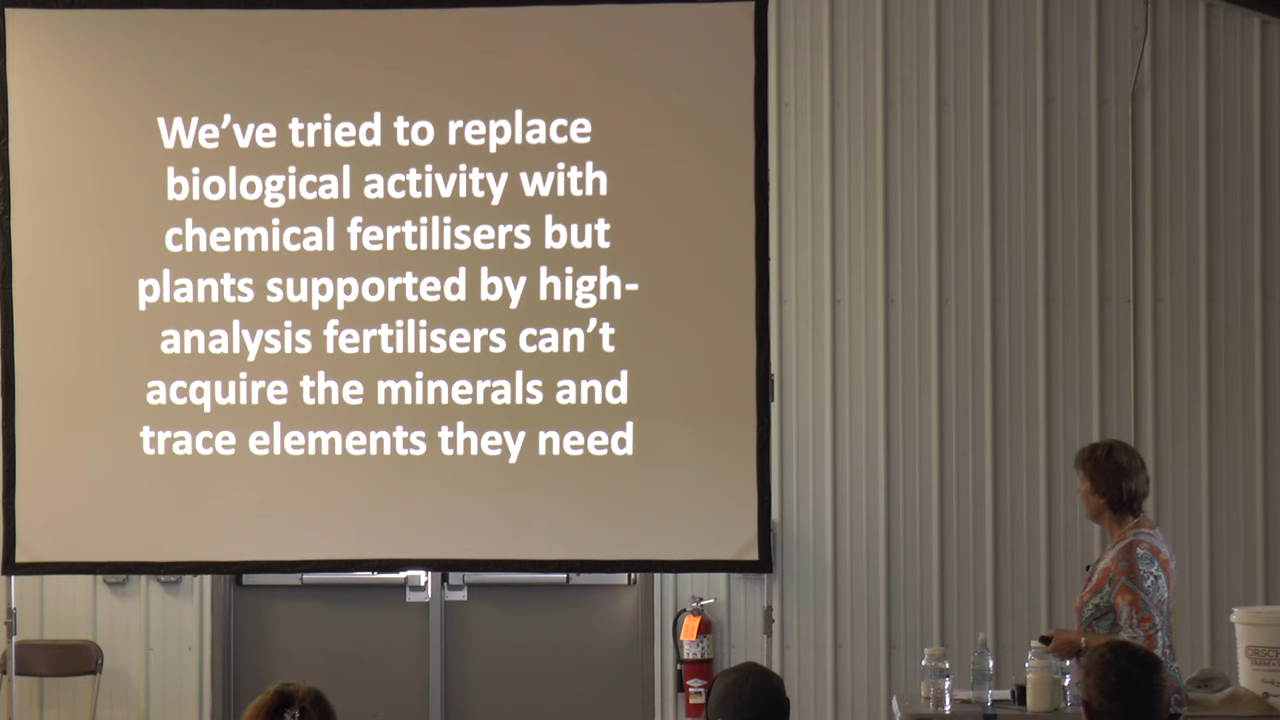 We've tried to replace
biological activity with
chemical fertilisers but
plants supported by high-
analysis fertilisers can't
acquire the minerals and
trace elements they need